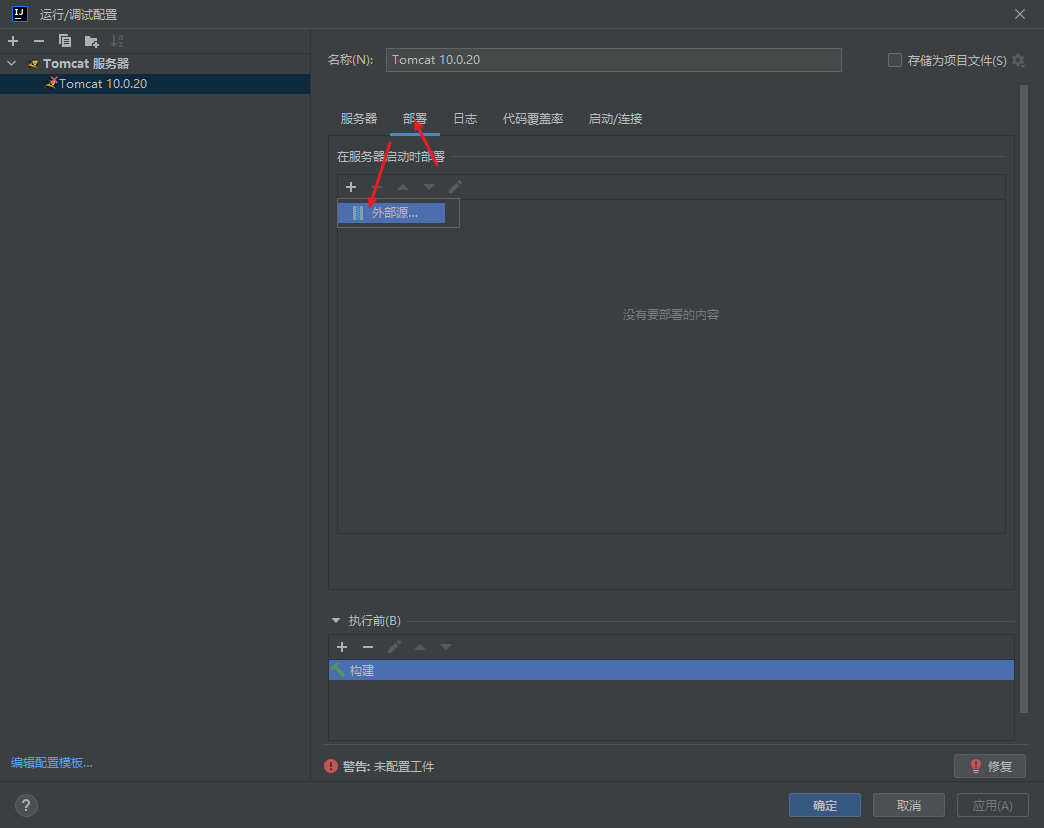 运行/调试配置
Tomcat 服务器
Tomcat 10.0.20
名称(N):
Tomcat 10.0.20
存储为项目文件(S)
服务器 部署 日志 代码覆盖率 启动/连接
在服务器启动时部署
外部源...
没有要部署的内容
执行前(B)
构建
编辑配置模板...
警告: 未配置工件
修复
?
确定 取消 应用(A)